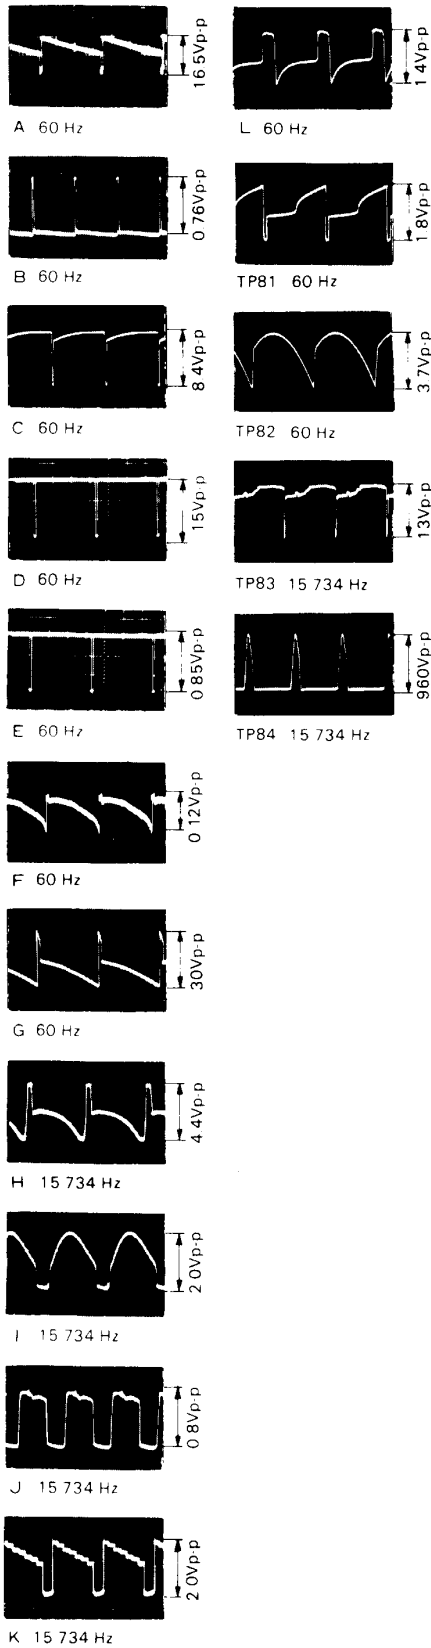 16 5Vp-p
A 60 Hz
0.76Vp-p
B 60 Hz
8 4Vp-p
C 60 Hz
15Vp-p
D 60 Hz
0 85Vp-p
E 60 Hz
0 12Vp-p
F 60 Hz
30Vp-p
G 60 Hz
4.4Vp-p
H 15 734 Hz
2 0Vp-p
I 15 734 Hz
0 8Vp-p
J 15 734 Hz
2 0Vp-p
K 15 734 Hz
1 4Vp-p
L 60 Hz
1.8Vp-p
TP81 60 Hz
3.7Vp-p
TP82 60 Hz
13Vp-p
TP83 15 734 Hz
960Vp-p
TP84 15 734 Hz